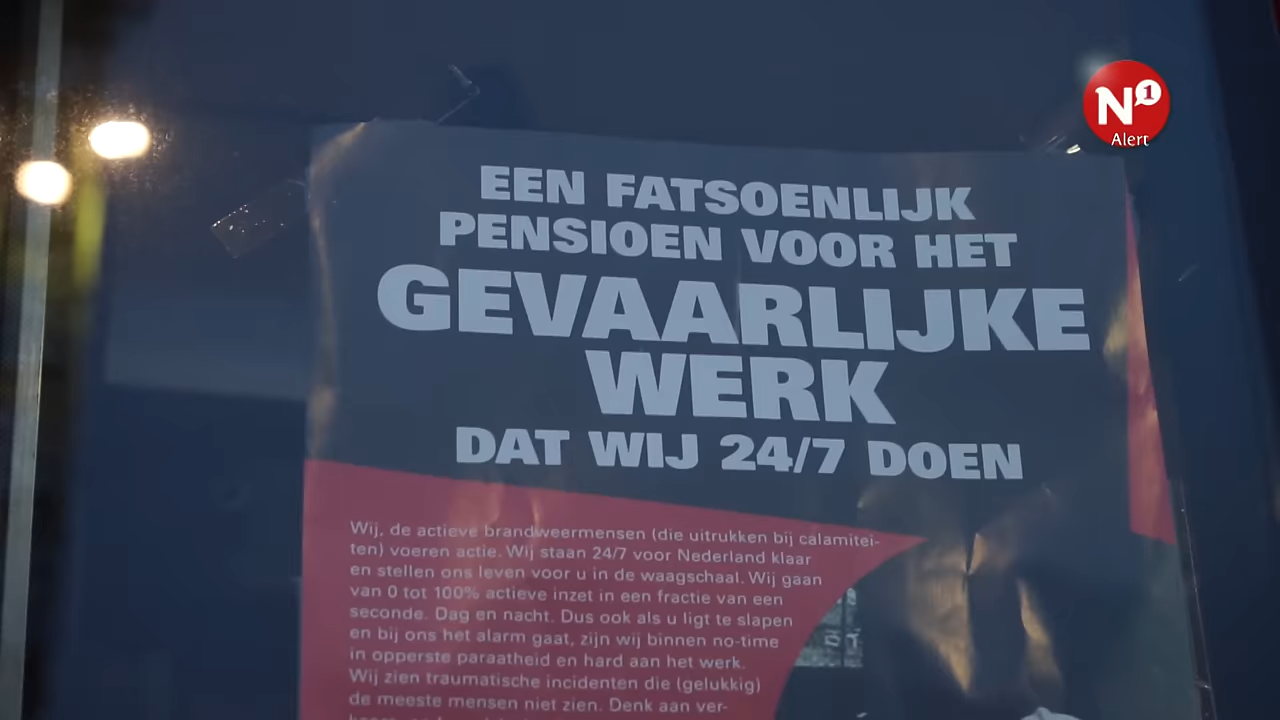 N1
Alert
EEN FATSOENLIJK
PENSIOEN VOOR HET
GEVAARLIJKE
WERK
DAT WIJ 24/7 DOEN
Wij, de actieve brandweermensen (die uitrukken bij calamitei-
ten) voeren actie. Wij staan 24/7 voor Nederland klaar
en stellen ons leven voor u in de waagschaal. Wij gaan
van 0 tot 100% actieve inzet in een fractie van een
seconde. Dag en nacht. Dus ook als u ligt te slapen
en bij ons het alarm gaat, zijn wij binnen no-time
in opperste paraatheid en hard aan het werk.
Wij zien traumatische incidenten die (gelukkig)
de meeste mensen niet zien. Denk aan ver-